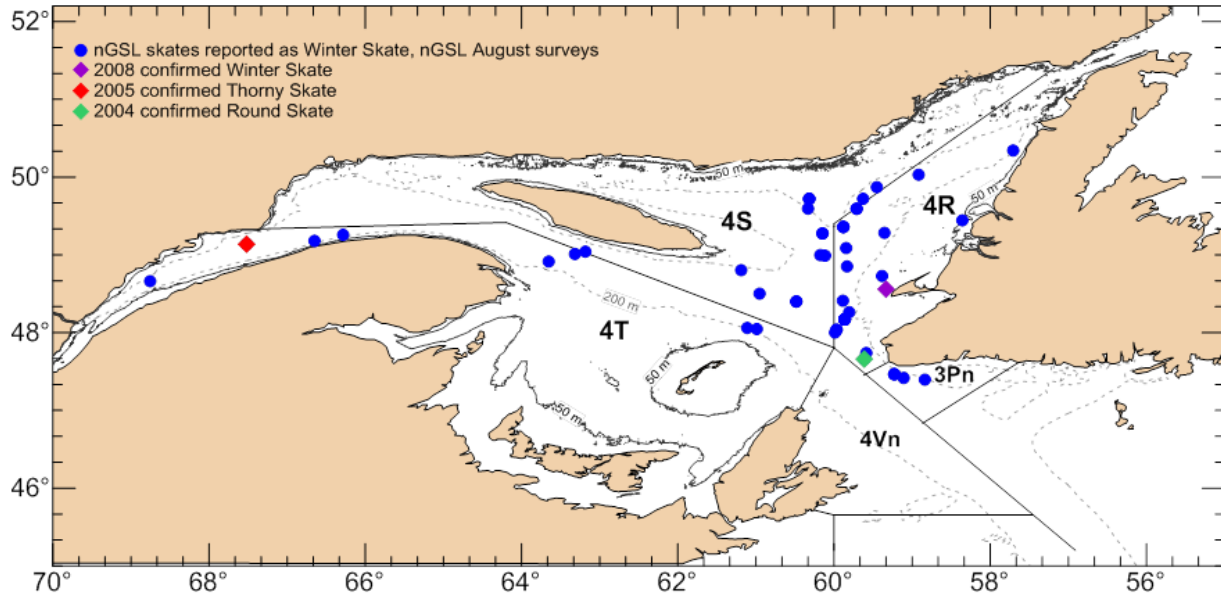 52°
nGSL skates reported as Winter Skate, nGSL August surveys
2008 confirmed Winter Skate
2005 confirmed Thorny Skate
2004 confirmed Round Skate
50 m
50°
4R
50 m
4S
200 m
48°
4T
50 m
3Pn
50 m
4Vn
46°
70° 68° 66° 64° 62° 60° 58° 56°